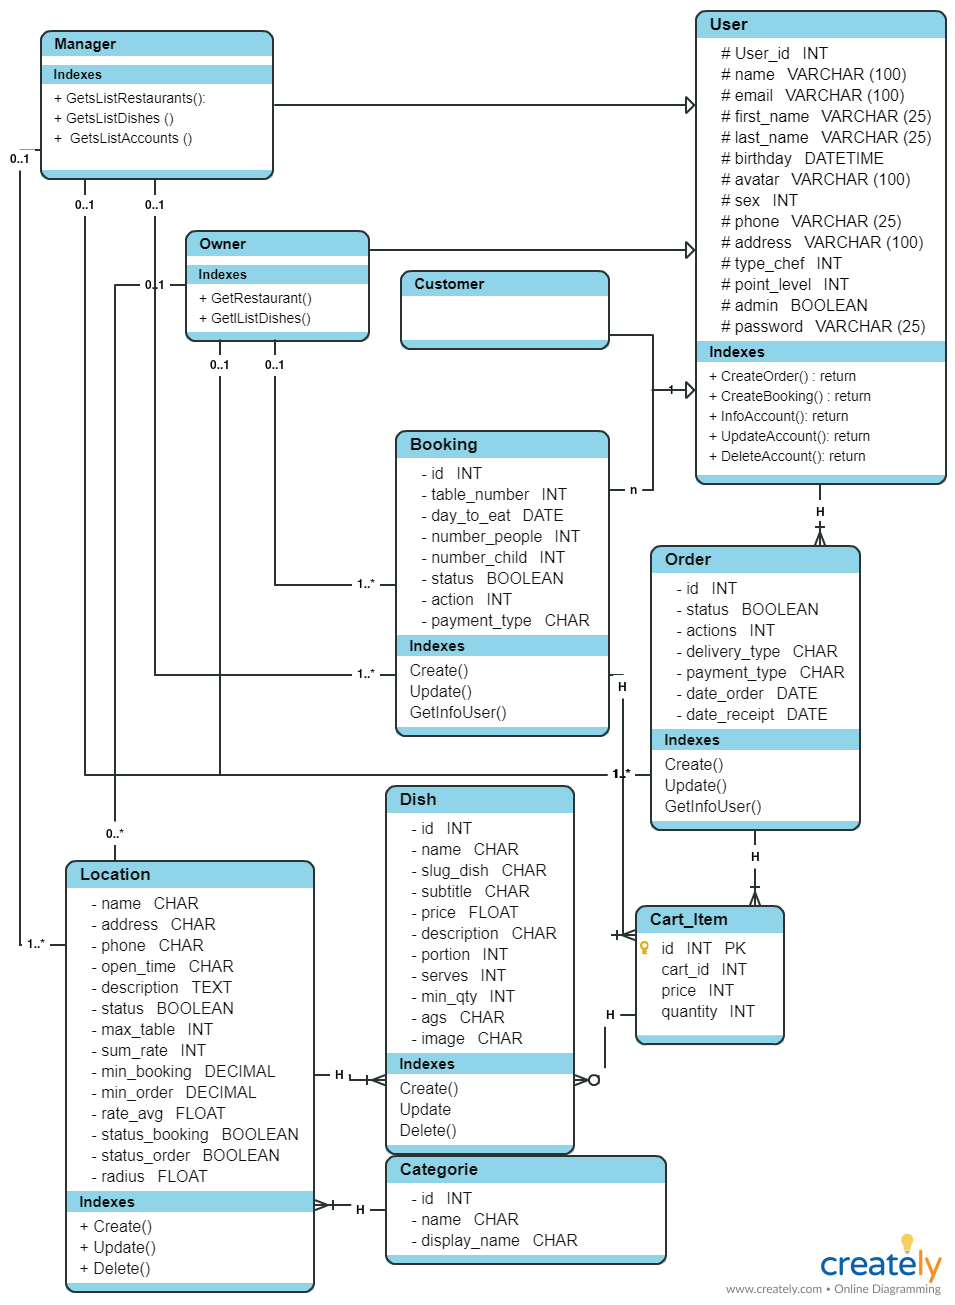 Manager
Indexes
+ GetsListRestaurants():
+ GetsListDishes ()
+ GetsListAccounts ()
0..1
0..1
0..1
User
# User_id INT
# name VARCHAR (100)
# email VARCHAR (100)
# first_name VARCHAR (25)
# last_name VARCHAR (25)
# birthday DATETIME
# avatar VARCHAR (100)
# sex INT
# phone VARCHAR (25)
# address VARCHAR (100)
# type_chef INT
# point_level INT
# admin BOOLEAN
# password VARCHAR (25)
Indexes
+ CreateOrder() : return
+ CreateBooking() : return
+ InfoAccount(): return
+ UpdateAccount(): return
+ DeleteAccount(): return
Owner
Indexes
+ GetRestaurant()
+ GetlListDishes()
0..1
0..1
0..1
Customer
1
n
H
Booking
- id INT
- table_number INT
- day_to_eat DATE
- number_people INT
- number_child INT
- status BOOLEAN
- action INT
- payment_type CHAR
Indexes
Create()
Update()
GetInfoUser()
1..*
1..*
H
Order
- id INT
- status BOOLEAN
- actions INT
- delivery_type CHAR
- payment_type CHAR
- date_order DATE
- date_receipt DATE
Indexes
Create()
Update()
GetInfoUser()
1..*
H
Dish
- id INT
- name CHAR
- slug_dish CHAR
- subtitle CHAR
- price FLOAT
- description CHAR
- portion INT
- serves INT
- min_qty INT
- ags CHAR
- image CHAR
Indexes
Create()
Update
Delete()
Cart_Item
id INT PK
cart_id INT
price INT
quantity INT
H
0..*
1..*
Location
- name CHAR
- address CHAR
- phone CHAR
- open_time CHAR
- description TEXT
- status BOOLEAN
- max_table INT
- sum_rate INT
- min_booking DECIMAL
- min_order DECIMAL
- rate_avg FLOAT
- status_booking BOOLEAN
- status_order BOOLEAN
- radius FLOAT
Indexes
+ Create()
+ Update()
+ Delete()
H
H
Categorie
- id INT
- name CHAR
- display_name CHAR
creately
www.creately.com • Online Diagramming